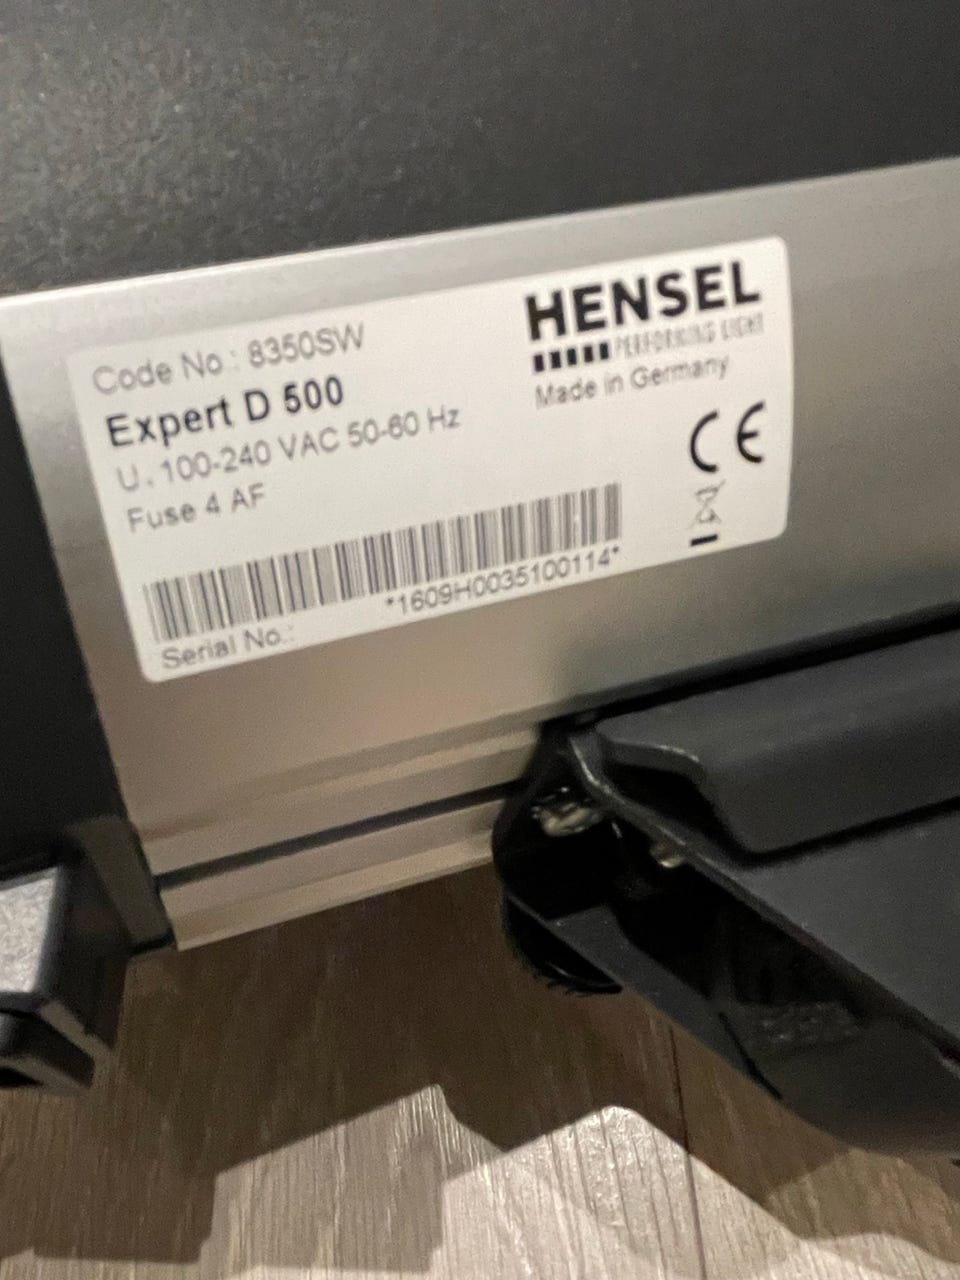 Code No.: 8350SW
Expert D 500
U. 100-240 VAC 50-60 Hz
Fuse 4 AF
*1609H0035100114*
Serial No.:
HENSEL
PERFORMING LIGHT
Made in Germany
CE